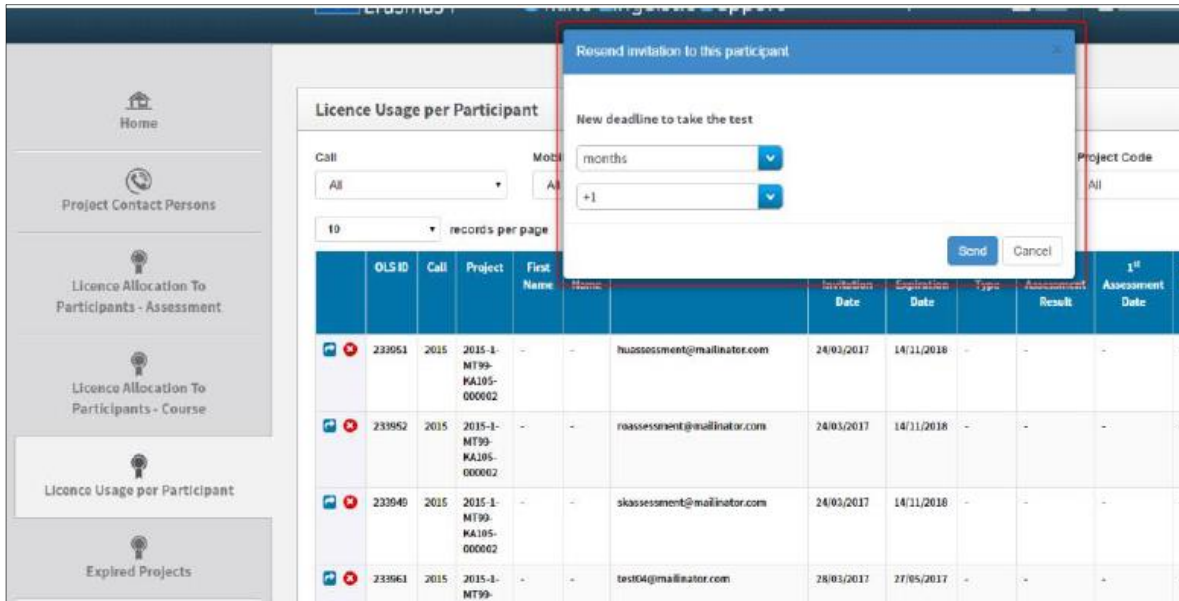 Resend invitation to this participant
×
Home
Licence Usage per Participant
New deadline to take the test
Call
Project Code
All
months
All
Project Contact Persons
+1
10
records per page
Send
Cancel
OLS ID
Call
Project
First
Name
Name
Invitation
Date
Expiration
Date
Type
Assessment
Result
1st
Assessment
Date
Licence Allocation To
Participants - Assessment
233951 2015 2015-1- - - huassessment@mailinator.com 24/03/2017 14/11/2018 - - -
MT99-
KA105-
000002
Licence Allocation To
Participants - Course
233952 2015 2015-1- - - roassessment@mailinator.com 24/03/2017 14/11/2018 - - -
MT99-
KA105-
000002
Licence Usage per Participant
233949 2015 2015-1- - - skassessment@mailinator.com 24/03/2017 14/11/2018 - - -
MT99-
KA105-
000002
Expired Projects
233961 2015 2015-1- - - test04@mailinator.com 28/03/2017 27/05/2017 - - -
MT99-